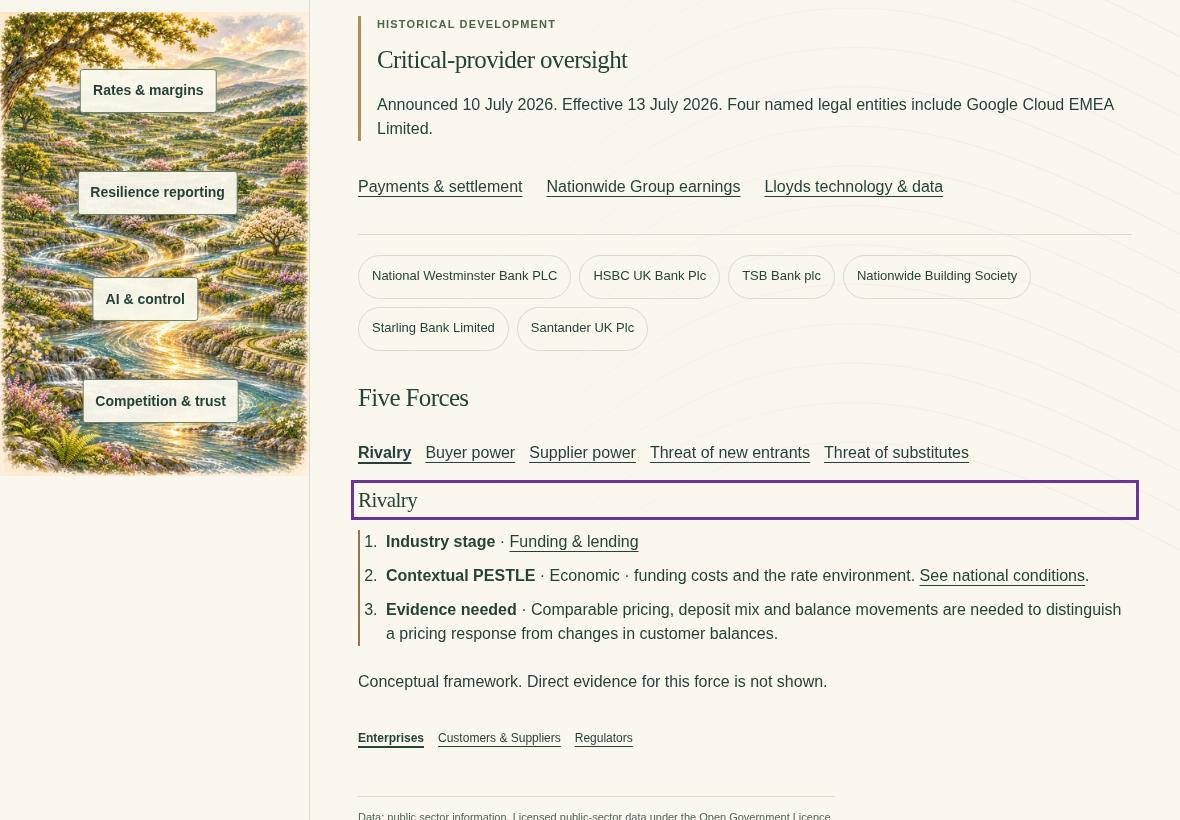 Rates & margins
Resilience reporting
AI & control
Competition & trust
HISTORICAL DEVELOPMENT
Critical-provider oversight
Announced 10 July 2026. Effective 13 July 2026. Four named legal entities include Google Cloud EMEA
Limited.
Payments & settlement Nationwide Group earnings Lloyds technology & data
National Westminster Bank PLC HSBC UK Bank Plc TSB Bank plc Nationwide Building Society
Starling Bank Limited Santander UK Plc
Five Forces
Rivalry Buyer power Supplier power Threat of new entrants Threat of substitutes
Rivalry
1. Industry stage · Funding & lending
2. Contextual PESTLE · Economic · funding costs and the rate environment. See national conditions.
3. Evidence needed · Comparable pricing, deposit mix and balance movements are needed to distinguish
a pricing response from changes in customer balances.
Conceptual framework. Direct evidence for this force is not shown.
Enterprises Customers & Suppliers Regulators
Data: public sector information. Licensed public-sector data under the Open Government Licence